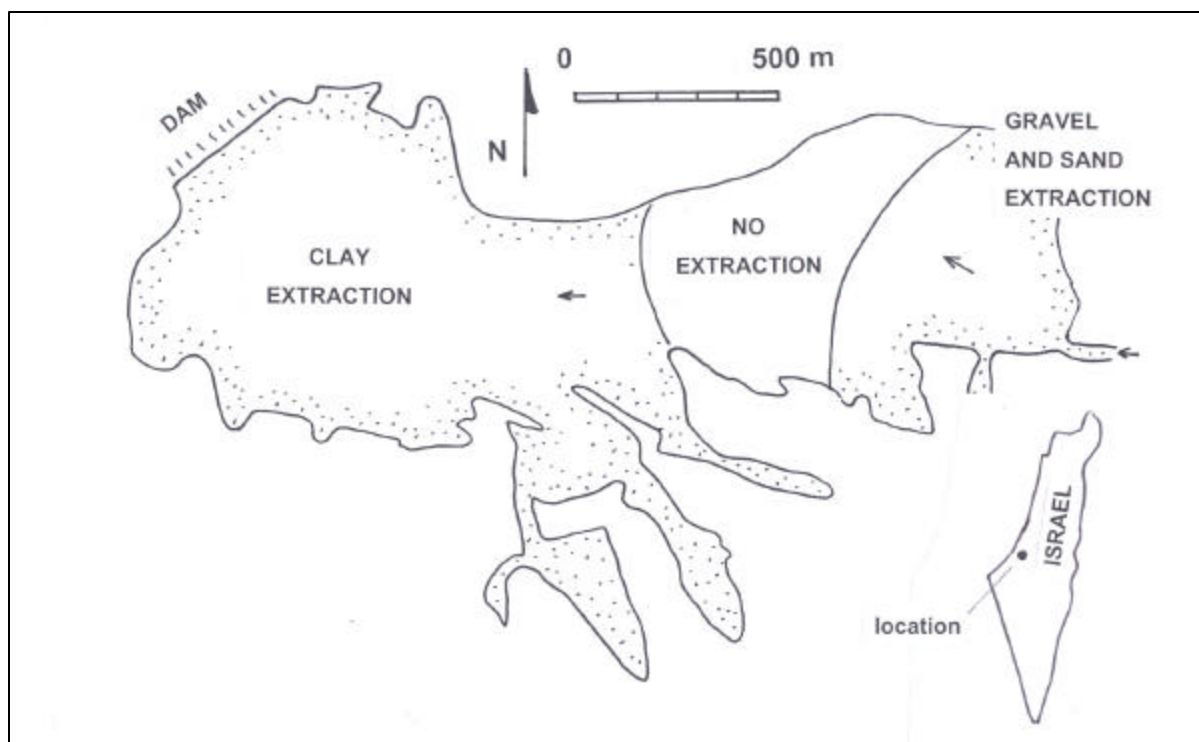 0 500 m
DAM
N
GRAVEL
AND SAND
EXTRACTION
CLAY
EXTRACTION
NO
EXTRACTION
ISRAEL
location